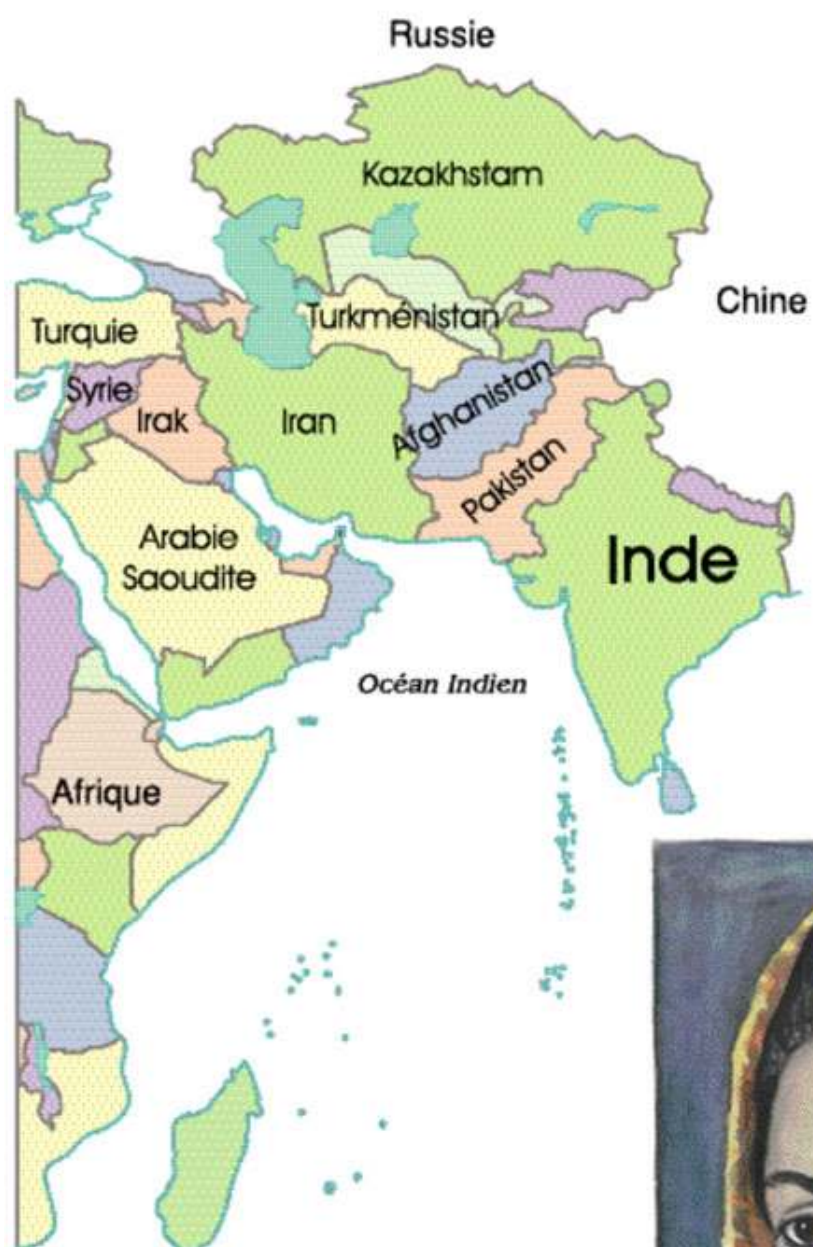 Russie
Kazakhstam
Chine
Turkménistan
Turquie
Syrie
Irak
Iran
Afghanistan
Pakistan
Arabie
Saoudite
Inde
Océan Indien
Afrique